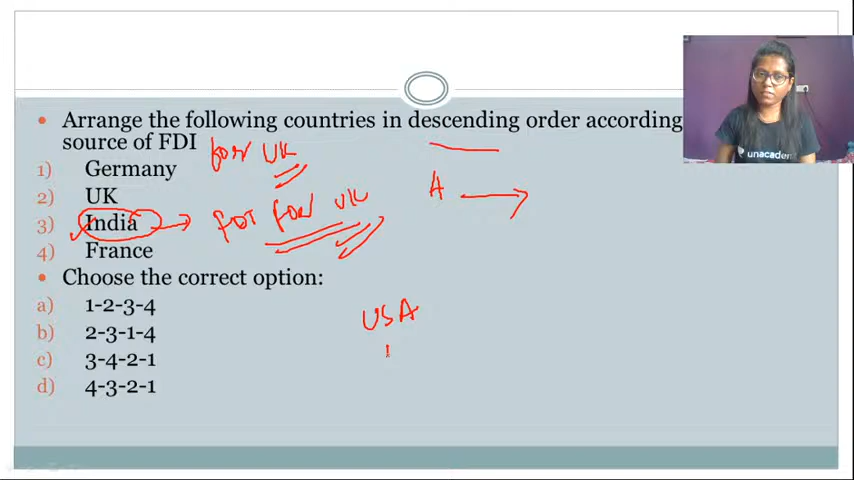 Arrange the following countries in descending order according
source of FDI
for UK
1) Germany
2) UK
A
3) India
FDI for UK
4) France
Choose the correct option:
a) 1-2-3-4
USA
b) 2-3-1-4
c) 3-4-2-1
d) 4-3-2-1
unacademy